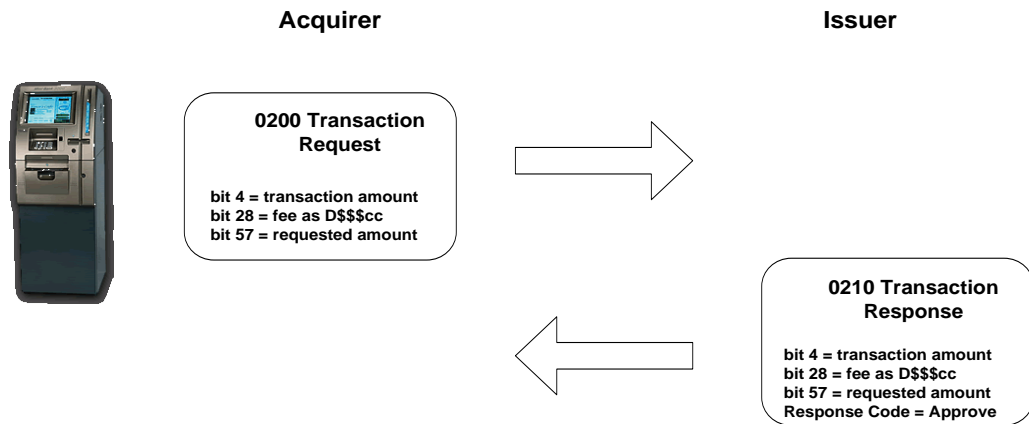 Acquirer
Issuer
0200 Transaction
Request
bit 4 = transaction amount
bit 28 = fee as D$$$cc
bit 57 = requested amount
0210 Transaction
Response
bit 4 = transaction amount
bit 28 = fee as D$$$cc
bit 57 = requested amount
Response Code = Approve